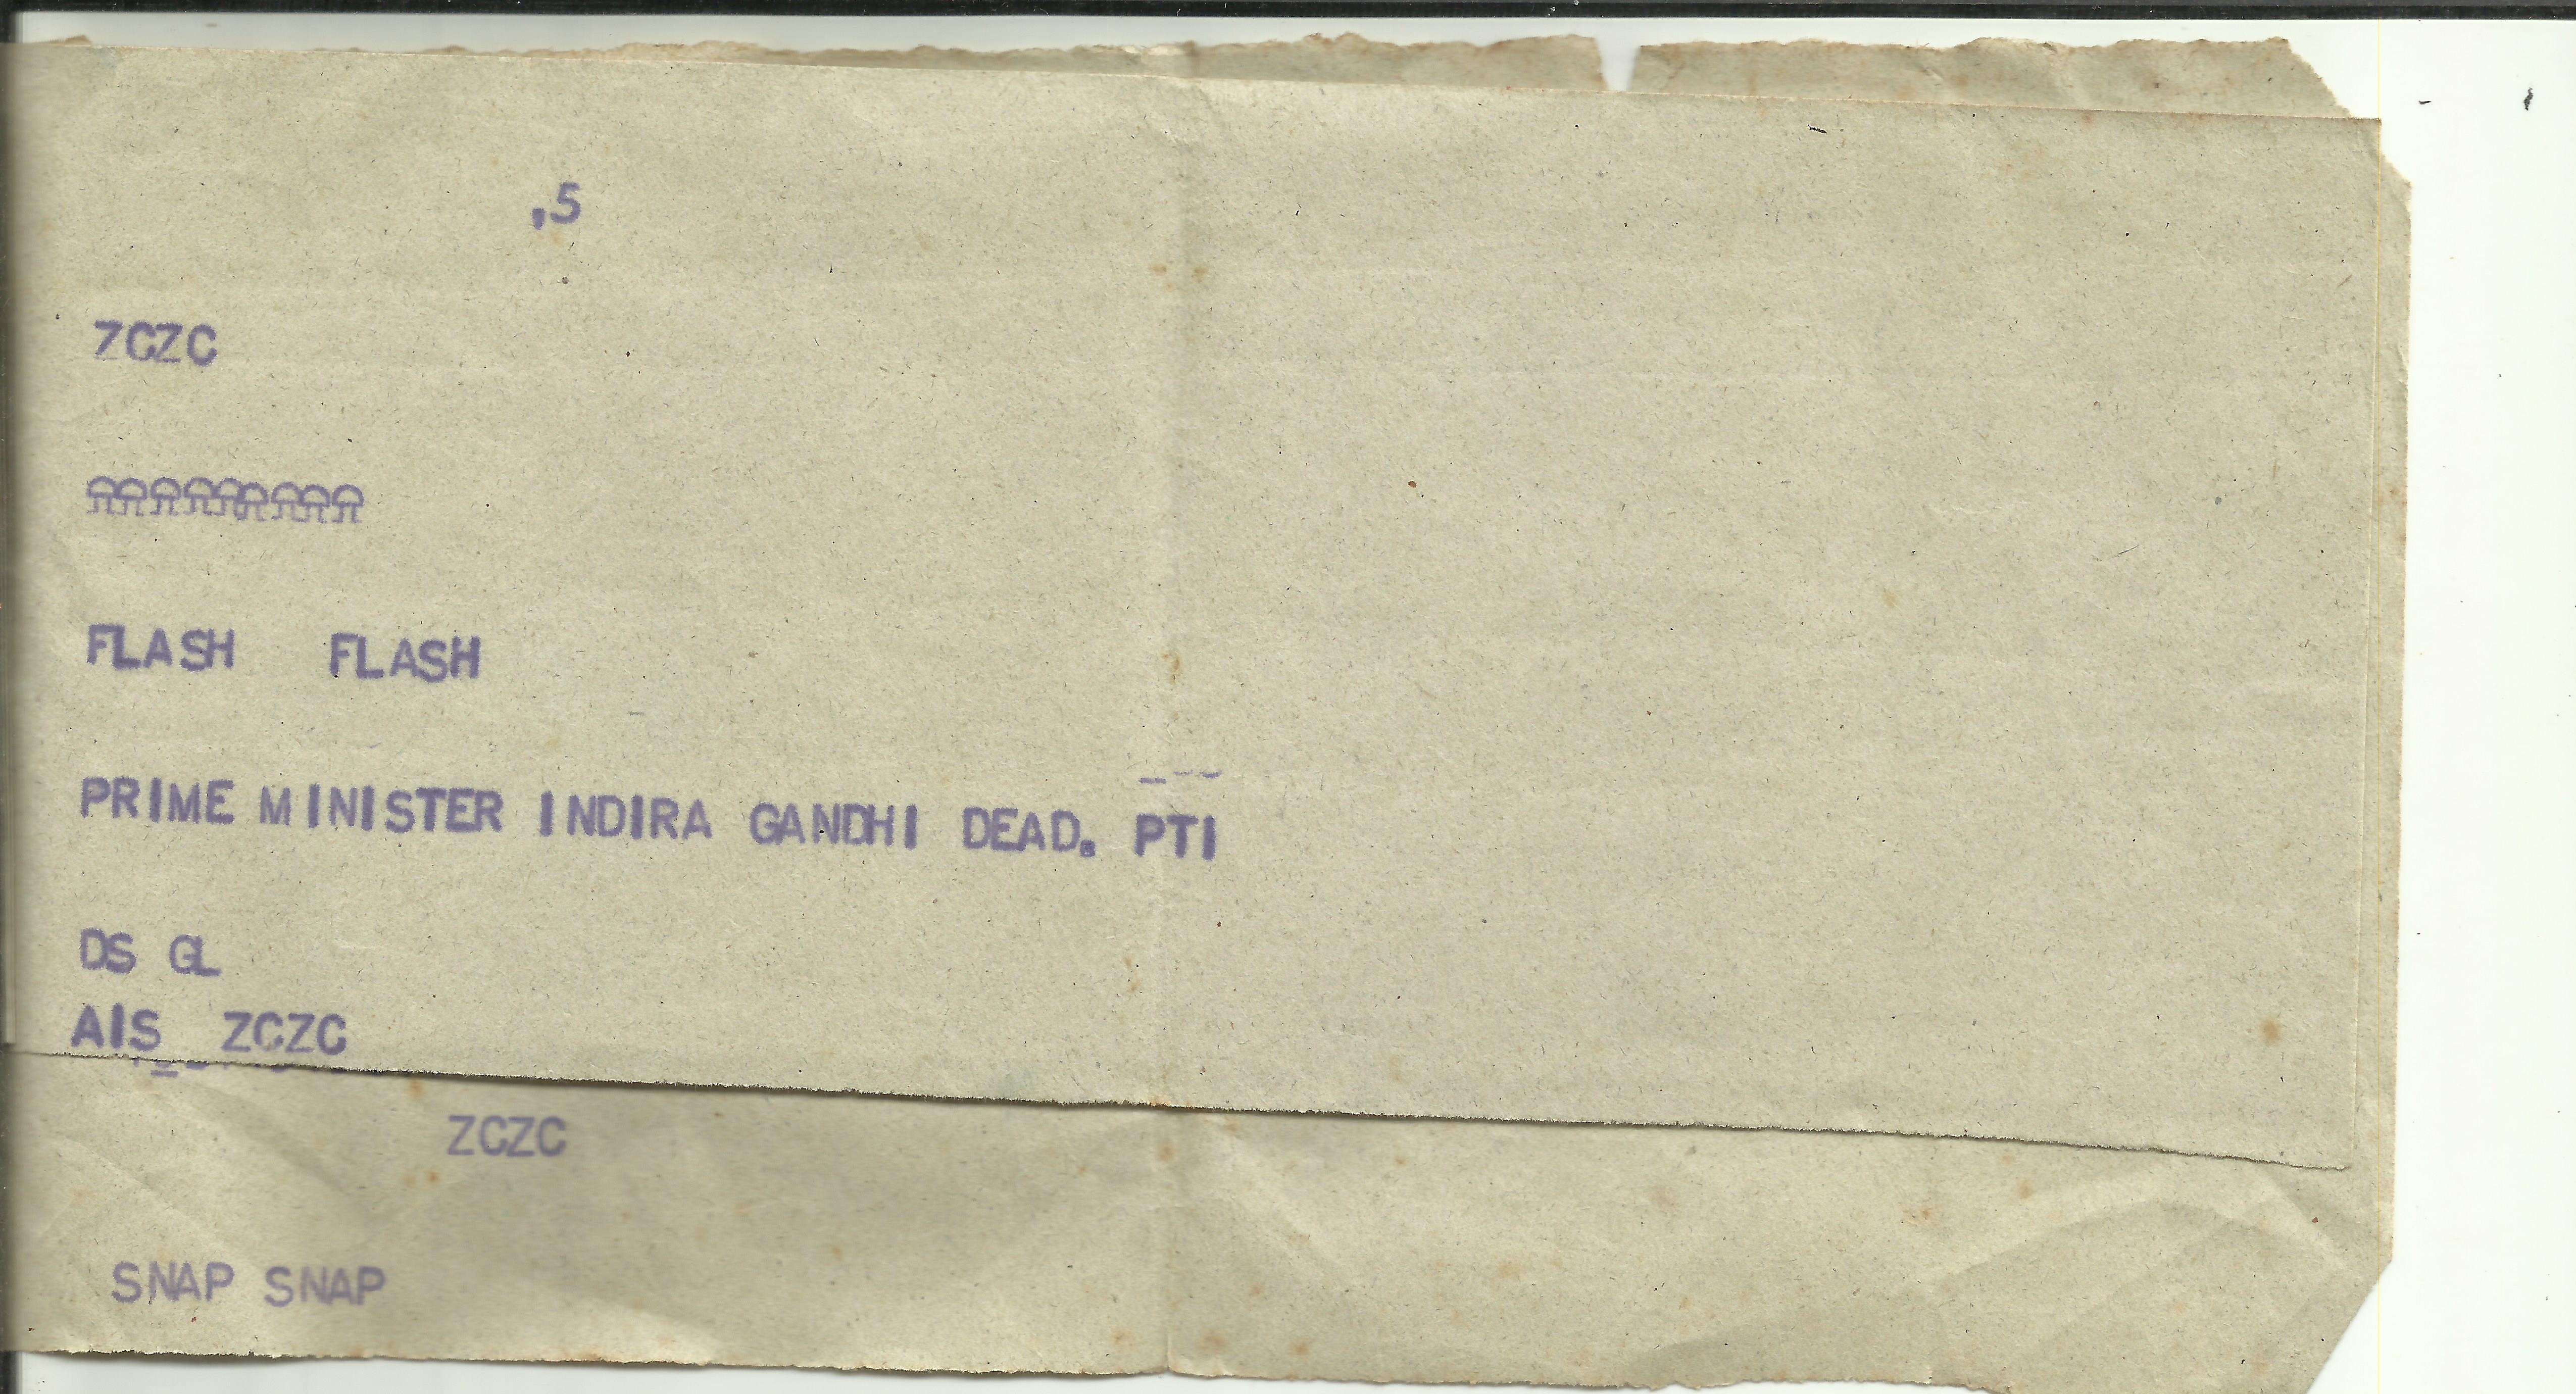 ,5
ZCZC
FLASH FLASH
PRIME MINISTER INDIRA GANDHI DEAD. PTI
DS GL
AIS ZCZC
ZCZC
SNAP SNAP